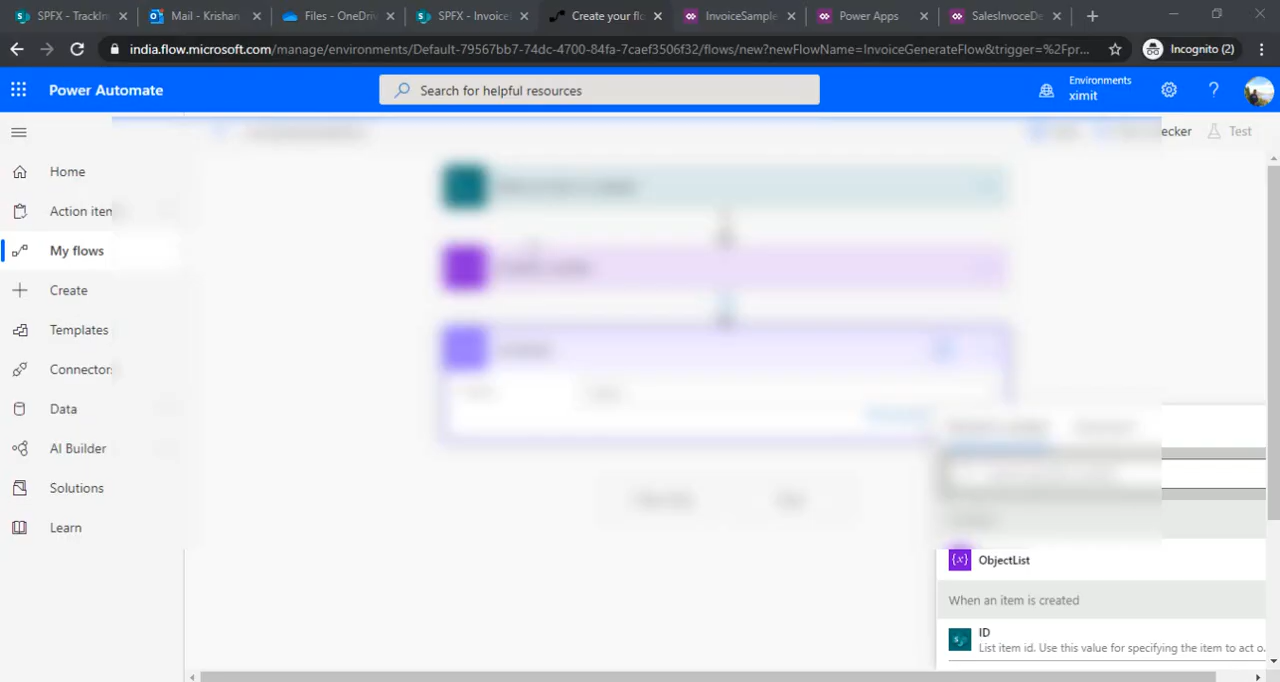 SPFX - TrackIn
Mail - Krishan
Files - OneDriv
SPFX - Invoice
Create your flo
InvoiceSample
Power Apps
SalesInvoceDe
india.flow.microsoft.com/manage/environments/Default-79567bb7-74dc-4700-84fa-7caef3506f32/flows/new?newFlowName=InvoiceGenerateFlow&trigger=%2Fpr...
Incognito (2)
Power Automate
Search for helpful resources
Environments
ximit
ecker
Test
Home
Action item
My flows
Create
Templates
Connectors
Data
AI Builder
Solutions
Learn
ObjectList
When an item is created
ID
List item id. Use this value for specifying the item to act o...